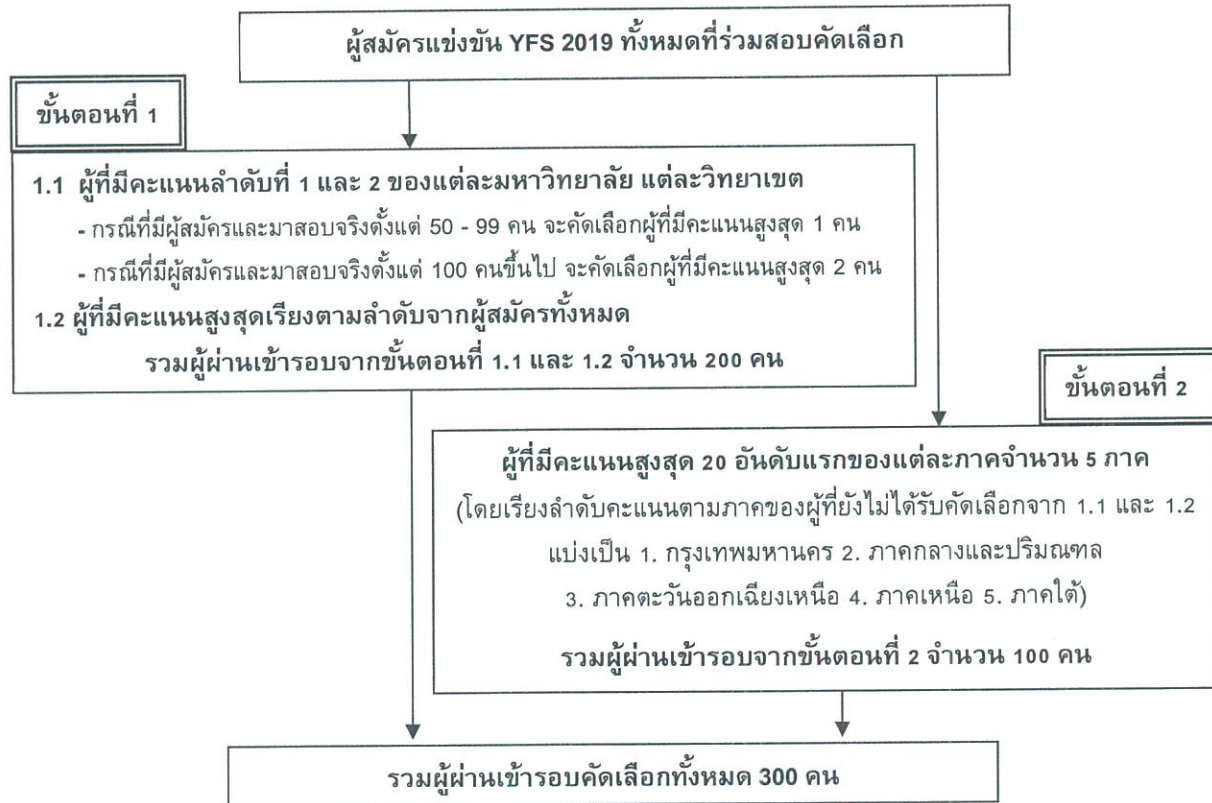 ผู้สมัครแข่งขัน YFS 2019 ทั้งหมดที่ร่วมสอบคัดเลือก
ขั้นตอนที่ 1
1.1 ผู้ที่มีคะแนนลำดับที่ 1 และ 2 ของแต่ละมหาวิทยาลัย แต่ละวิทยาเขต
- กรณีที่มีผู้สมัครและมาสอบจริงตั้งแต่ 50 - 99 คน จะคัดเลือกผู้ที่มีคะแนนสูงสุด 1 คน
- กรณีที่มีผู้สมัครและมาสอบจริงตั้งแต่ 100 คนขึ้นไป จะคัดเลือกผู้ที่มีคะแนนสูงสุด 2 คน
1.2 ผู้ที่มีคะแนนสูงสุดเรียงตามลำดับจากผู้สมัครทั้งหมด
รวมผู้ผ่านเข้ารอบจากขั้นตอนที่ 1.1 และ 1.2 จำนวน 200 คน
ขั้นตอนที่ 2
ผู้ที่มีคะแนนสูงสุด 20 อันดับแรกของแต่ละภาคจำนวน 5 ภาค
(โดยเรียงลำดับคะแนนตามภาคของผู้ที่ยังไม่ได้รับคัดเลือกจาก 1.1 และ 1.2
แบ่งเป็น 1. กรุงเทพมหานคร 2. ภาคกลางและปริมณฑล
3. ภาคตะวันออกเฉียงเหนือ 4. ภาคเหนือ 5. ภาคใต้)
รวมผู้ผ่านเข้ารอบจากขั้นตอนที่ 2 จำนวน 100 คน
รวมผู้ผ่านเข้ารอบคัดเลือกทั้งหมด 300 คน